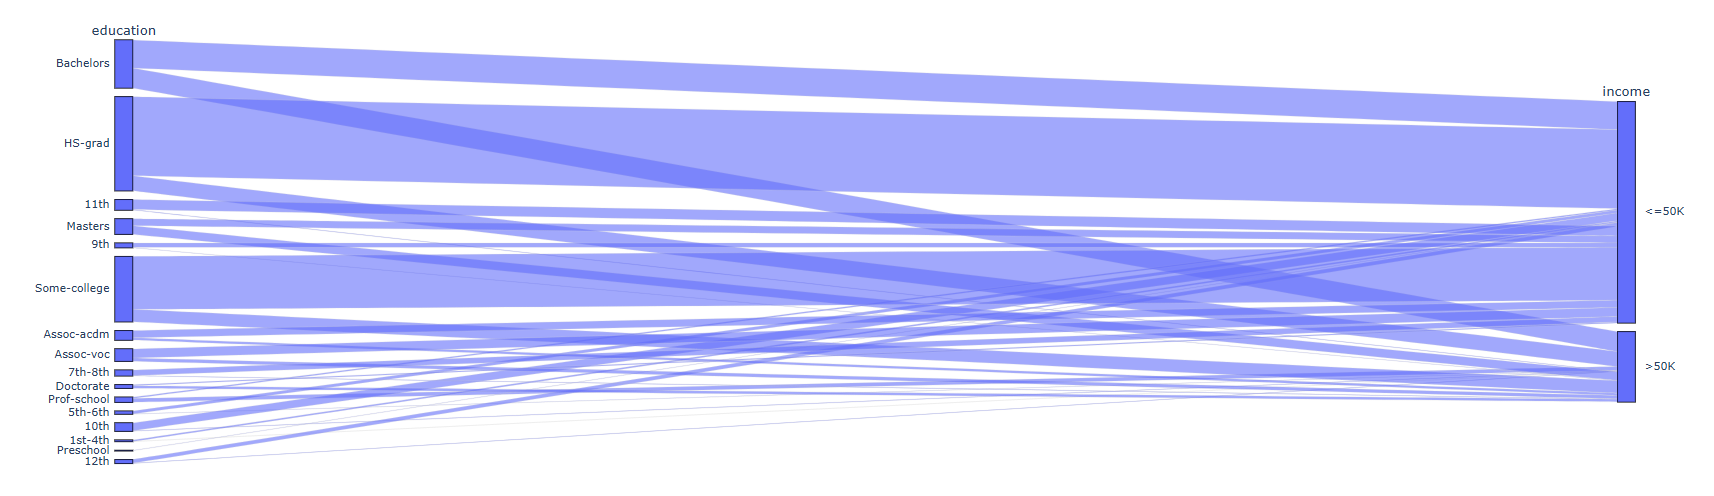 education
Bachelors
HS-grad
11th
Masters
9th
Some-college
Assoc-acdm
Assoc-voc
7th-8th
Doctorate
Prof-school
5th-6th
10th
1st-4th
Preschool
12th
income
<=50K
>50K